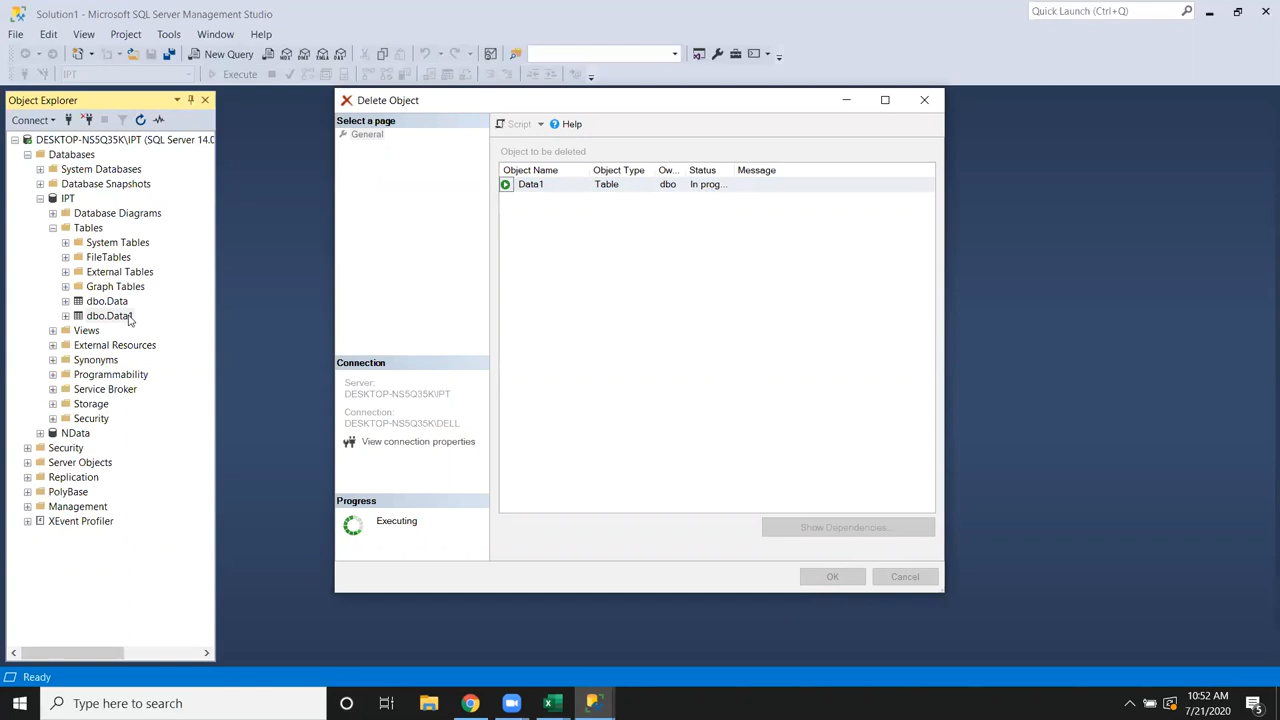 Solution1 - Microsoft SQL Server Management Studio
Quick Launch (Ctrl+Q)
File Edit View Project Tools Window Help
New Query
IPT Execute
Object Explorer
Connect
DESKTOP-NS5Q35K\IPT (SQL Server 14.0
Databases
System Databases
Database Snapshots
IPT
Database Diagrams
Tables
System Tables
FileTables
External Tables
Graph Tables
dbo.Data
dbo.Data1
Views
External Resources
Synonyms
Programmability
Service Broker
Storage
Security
NData
Security
Server Objects
Replication
PolyBase
Management
XEvent Profiler
Delete Object
Select a page
General
Connection
Server:
DESKTOP-NS5Q35K\IPT
Connection:
DESKTOP-NS5Q35K\DELL
View connection properties
Progress
Executing
Script Help
Object to be deleted
Object Name Object Type Ow... Status Message
Data1 Table dbo In prog...
Show Dependencies...
OK Cancel
Ready
Type here to search
10:52 AM
7/21/2020
5